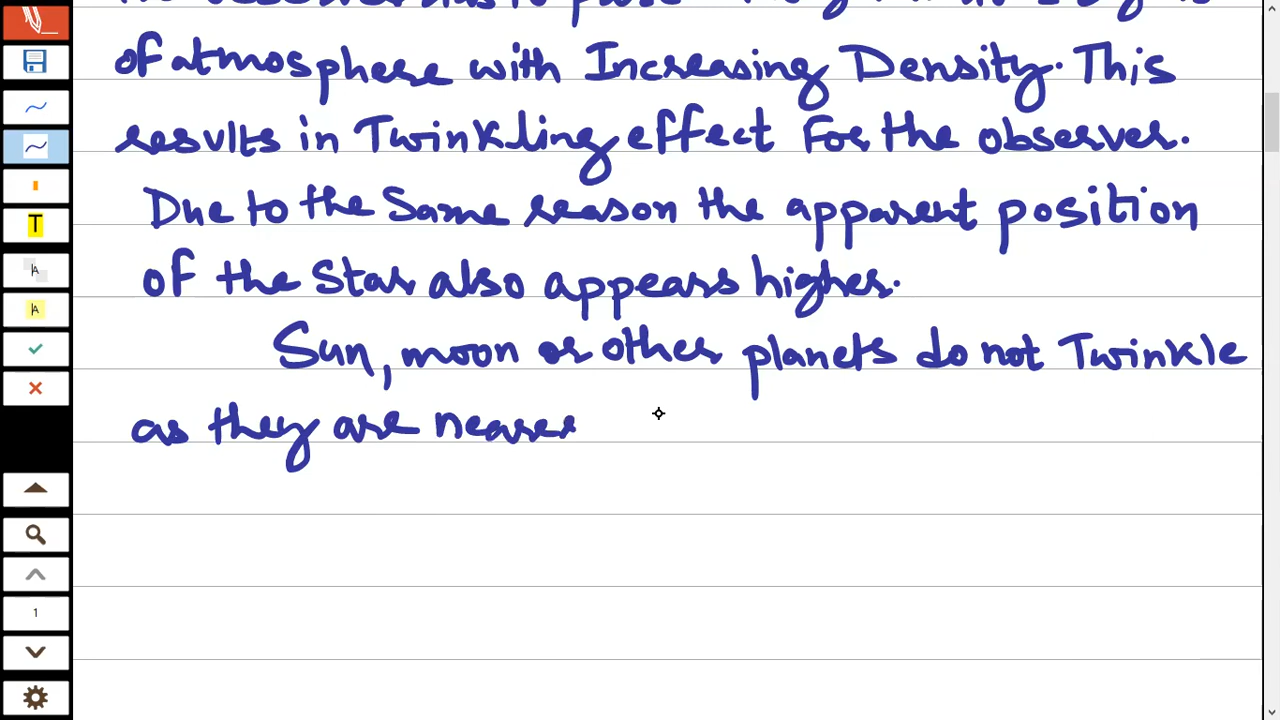 of atmosphere with Increasing Density. This
results in Twinkling effect For the observer.
Due to the Same reason the apparent position
of the Star also appears higher.
Sun, moon or other planets do not Twinkle
as they are nearer
T
A
A
1